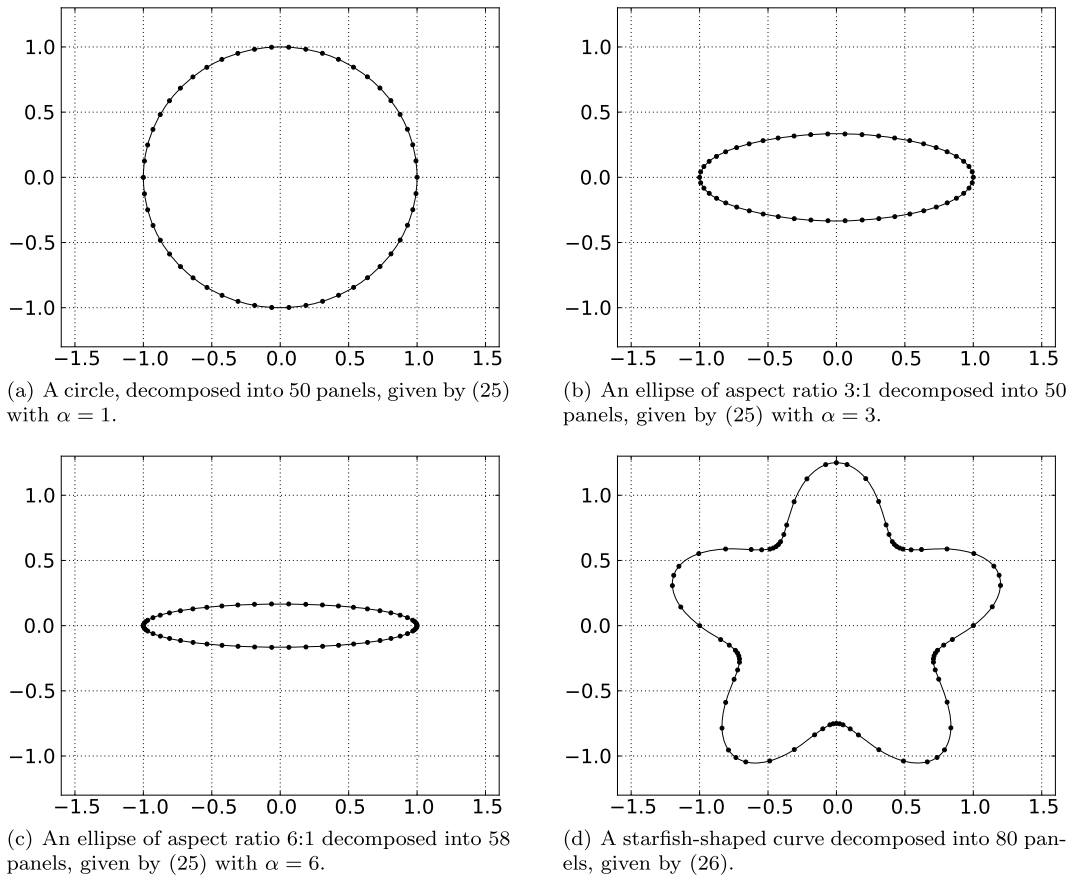 1.0
0.5
0.0
−0.5
−1.0
−1.5 −1.0 −0.5 0.0 0.5 1.0 1.5
(a) A circle, decomposed into 50 panels, given by (25)
with α = 1.
1.0
0.5
0.0
−0.5
−1.0
−1.5 −1.0 −0.5 0.0 0.5 1.0 1.5
(b) An ellipse of aspect ratio 3:1 decomposed into 50
panels, given by (25) with α = 3.
1.0
0.5
0.0
−0.5
−1.0
−1.5 −1.0 −0.5 0.0 0.5 1.0 1.5
(c) An ellipse of aspect ratio 6:1 decomposed into 58
panels, given by (25) with α = 6.
1.0
0.5
0.0
−0.5
−1.0
−1.5 −1.0 −0.5 0.0 0.5 1.0 1.5
(d) A starfish-shaped curve decomposed into 80 pan-
els, given by (26).